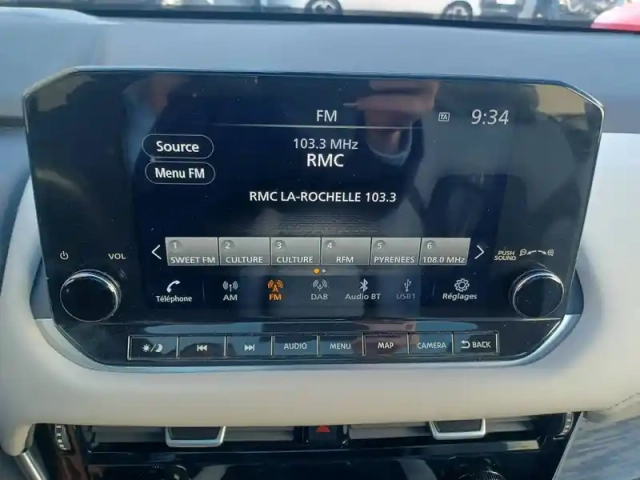 FM
TA
9:34
Source
103.3 MHz
RMC
Menu FM
RMC LA-ROCHELLE 103.3
1 2 3 4 5 6
SWEET FM CULTURE CULTURE RFM PYRENEES 108.0 MHz
VOL
PUSH SOUND
Téléphone AM FM DAB Audio BT USB1 Réglages
AUDIO MENU MAP CAMERA BACK